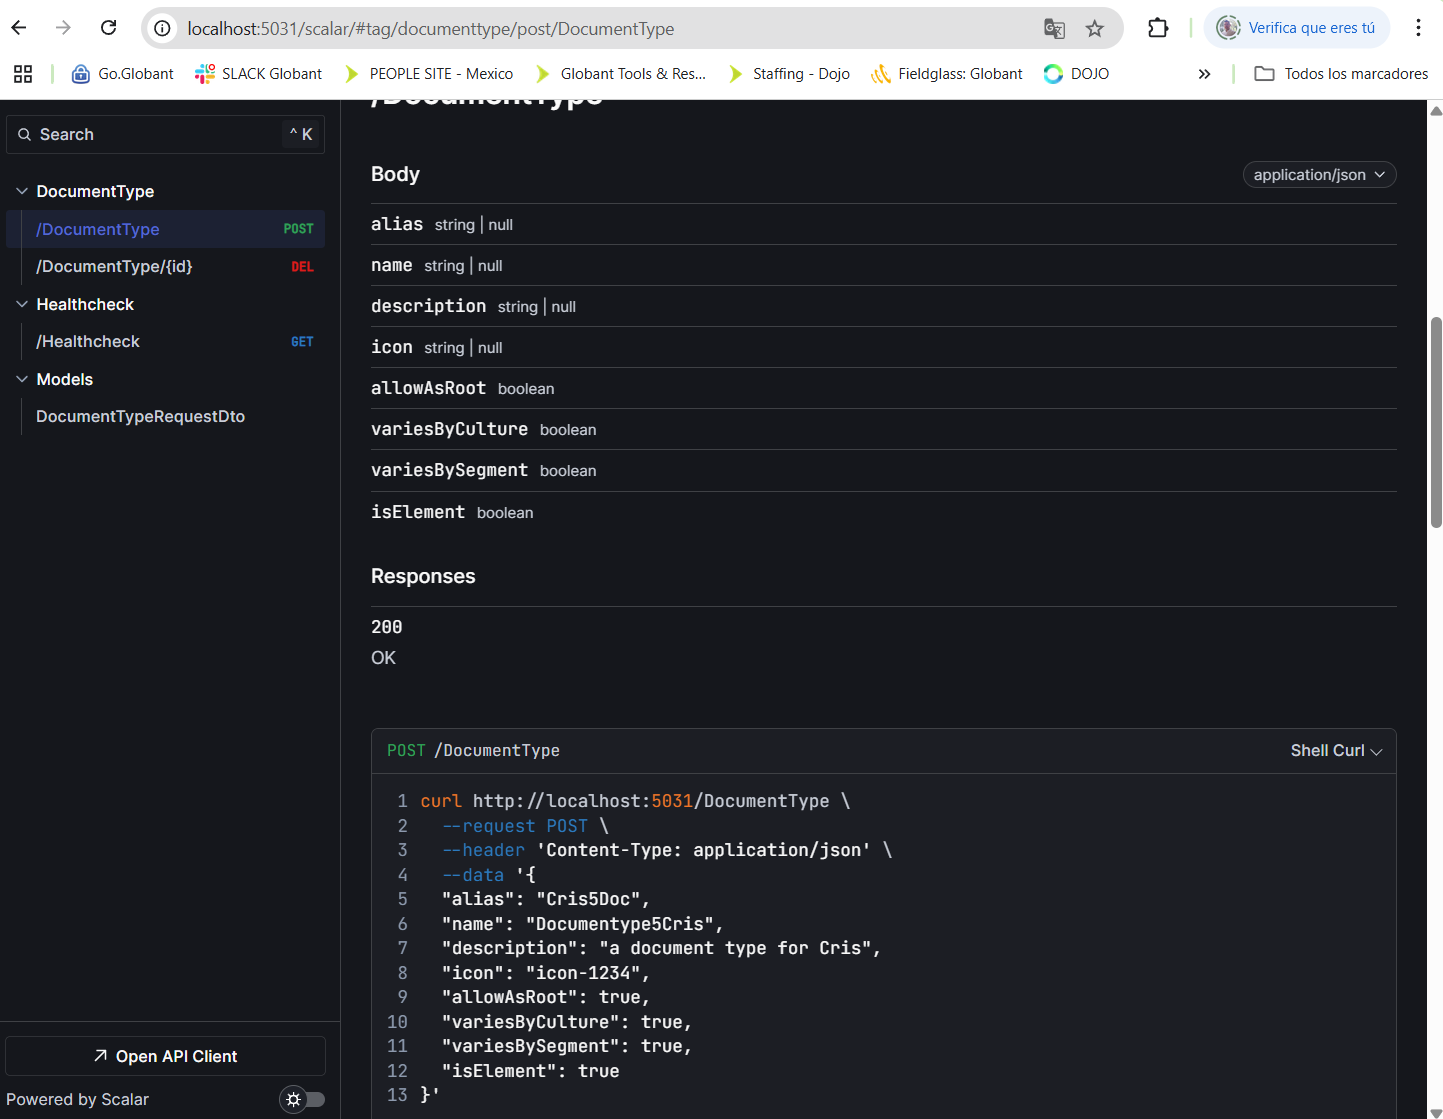 localhost:5031/scalar/#tag/documenttype/post/DocumentType
Verifica que eres tú
Go.Globant
SLACK Globant
PEOPLE SITE - Mexico
Globant Tools & Res...
Staffing - Dojo
Fieldglass: Globant
DOJO
»
Todos los marcadores
Search
^ K
DocumentType
/DocumentType POST
/DocumentType/{id} DEL
Healthcheck
/Healthcheck GET
Models
DocumentTypeRequestDto
Open API Client
Powered by Scalar
/DocumentType
Body
application/json
alias string | null
name string | null
description string | null
icon string | null
allowAsRoot boolean
variesByCulture boolean
variesBySegment boolean
isElement boolean
Responses
200
OK
POST /DocumentType
Shell Curl
1 curl http://localhost:5031/DocumentType \
2 --request POST \
3 --header 'Content-Type: application/json' \
4 --data '{
5 "alias": "Cris5Doc",
6 "name": "Documentype5Cris",
7 "description": "a document type for Cris",
8 "icon": "icon-1234",
9 "allowAsRoot": true,
10 "variesByCulture": true,
11 "variesBySegment": true,
12 "isElement": true
13 }'